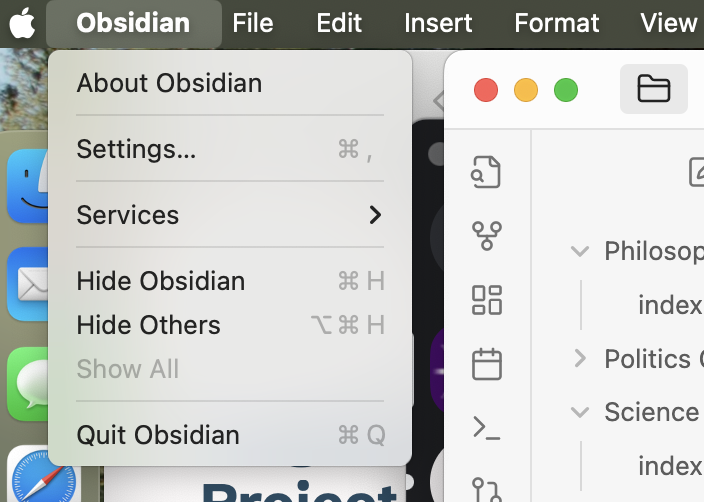 Obsidian File Edit Insert Format View
About Obsidian
Settings... ⌘ ,
Services
Hide Obsidian ⌘ H
Hide Others ⌥ ⌘ H
Show All
Quit Obsidian ⌘ Q
Philosop
index
Politics
Science
index
Project